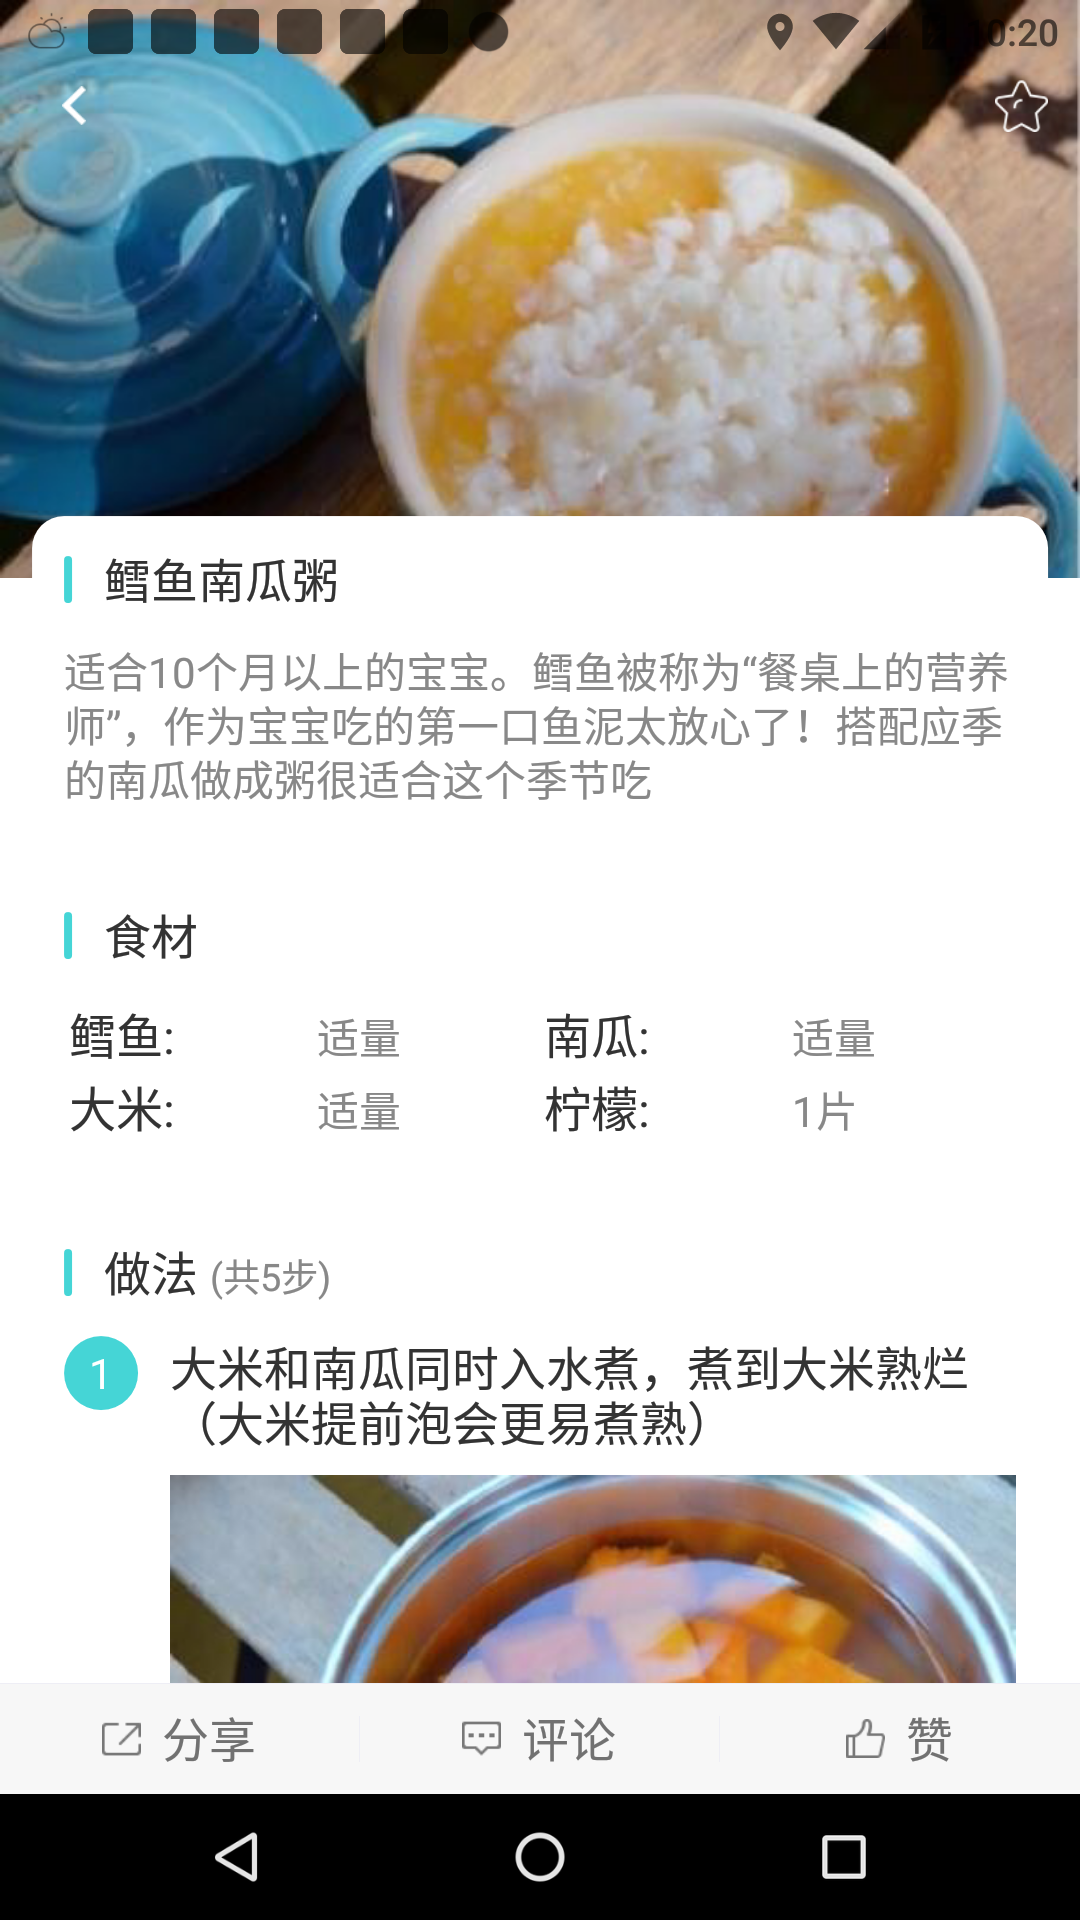 鳕鱼南瓜粥
适合10个月以上的宝宝。鳕鱼被称为“餐桌上的营养
师”，作为宝宝吃的第一口鱼泥太放心了！搭配应季
的南瓜做成粥很适合这个季节吃
食材
鳕鱼: 适量 南瓜: 适量
大米: 适量 柠檬: 1片
做法 (共5步)
1 大米和南瓜同时入水煮，煮到大米熟烂
（大米提前泡会更易煮熟）
分享 评论 赞